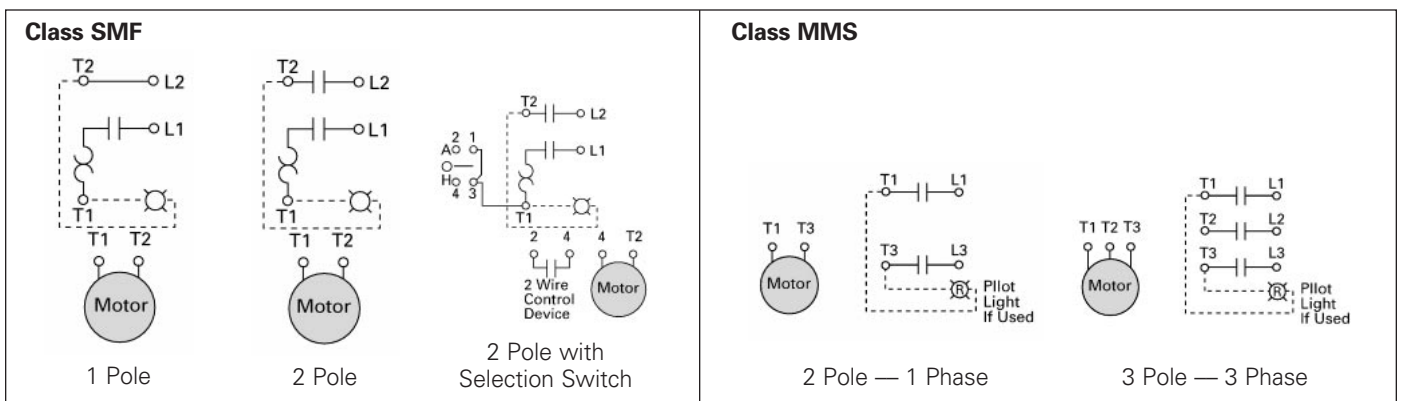 Class SMF
T2
L2
L1
T1
T1 T2
Motor
1 Pole
T2
L2
L1
T1
T1 T2
Motor
2 Pole
T2
L2
2 1
A
L1
O
H
4 3
T1
2 4 4 T2
2 Wire
Control
Device
Motor
2 Pole with
Selection Switch
Class MMS
T1 T3
Motor
T1 L1
T3 L3
R
PIlot
Light
If Used
2 Pole — 1 Phase
T1 T2 T3
Motor
T1 L1
T2 L2
T3 L3
R
PIlot
Light
If Used
3 Pole — 3 Phase